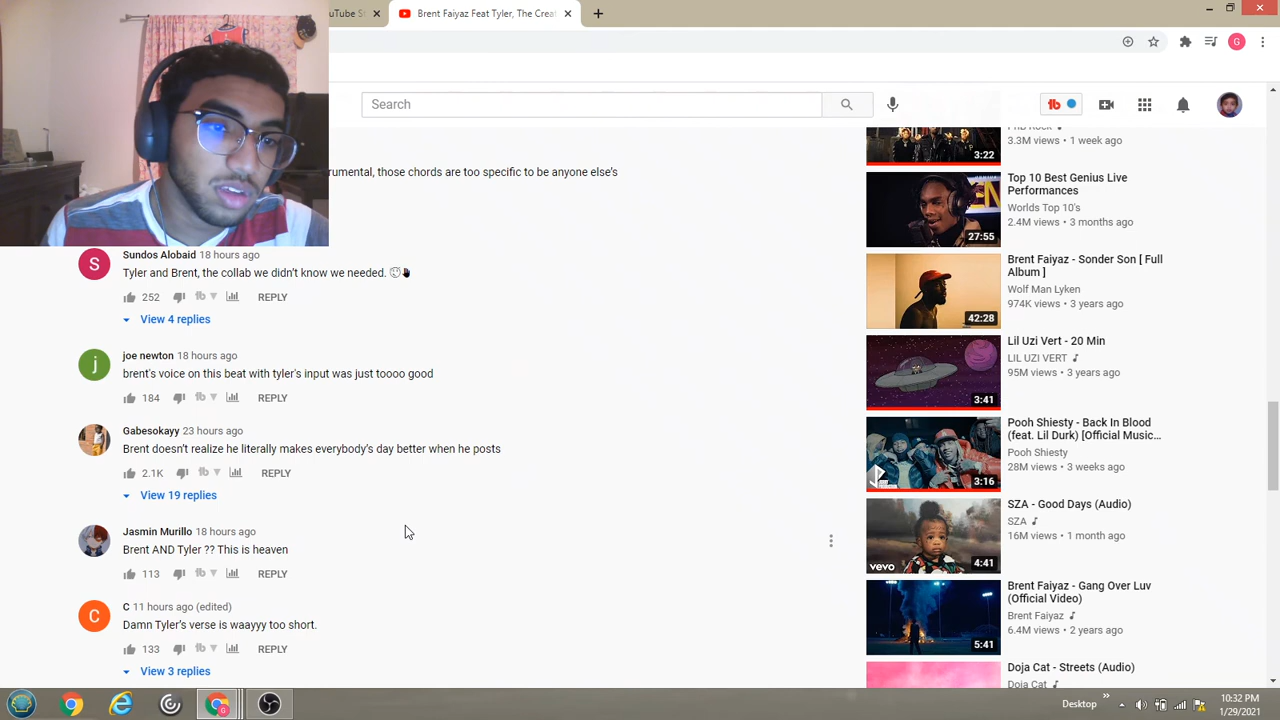 uTube St
Brent Faiyaz Feat Tyler, The Crea
G
Search
rumental, those chords are too specific to be anyone else's
S
Sundos Alobaid 18 hours ago
Tyler and Brent, the collab we didn't know we needed.
252
REPLY
View 4 replies
j
joe newton 18 hours ago
brent's voice on this beat with tyler's input was just toooo good
184
REPLY
Gabesokayy 23 hours ago
Brent doesn't realize he literally makes everybody's day better when he posts
2.1K
REPLY
View 19 replies
Jasmin Murillo 18 hours ago
Brent AND Tyler ?? This is heaven
113
REPLY
C
C 11 hours ago (edited)
Damn Tyler's verse is waayyy too short.
133
REPLY
View 3 replies
3:22
3.3M views • 1 week ago
27:55
Top 10 Best Genius Live
Performances
Worlds Top 10's
2.4M views • 3 months ago
42:28
Brent Faiyaz - Sonder Son [ Full
Album ]
Wolf Man Lyken
974K views • 3 years ago
3:41
Lil Uzi Vert - 20 Min
LIL UZI VERT
95M views • 3 years ago
3:16
Pooh Shiesty - Back In Blood
(feat. Lil Durk) [Official Music...
Pooh Shiesty
28M views • 3 weeks ago
vevo
4:41
SZA - Good Days (Audio)
SZA
16M views • 1 month ago
5:41
Brent Faiyaz - Gang Over Luv
(Official Video)
Brent Faiyaz
6.4M views • 2 years ago
Doja Cat - Streets (Audio)
Doja Cat
Desktop
10:32 PM
1/29/2021